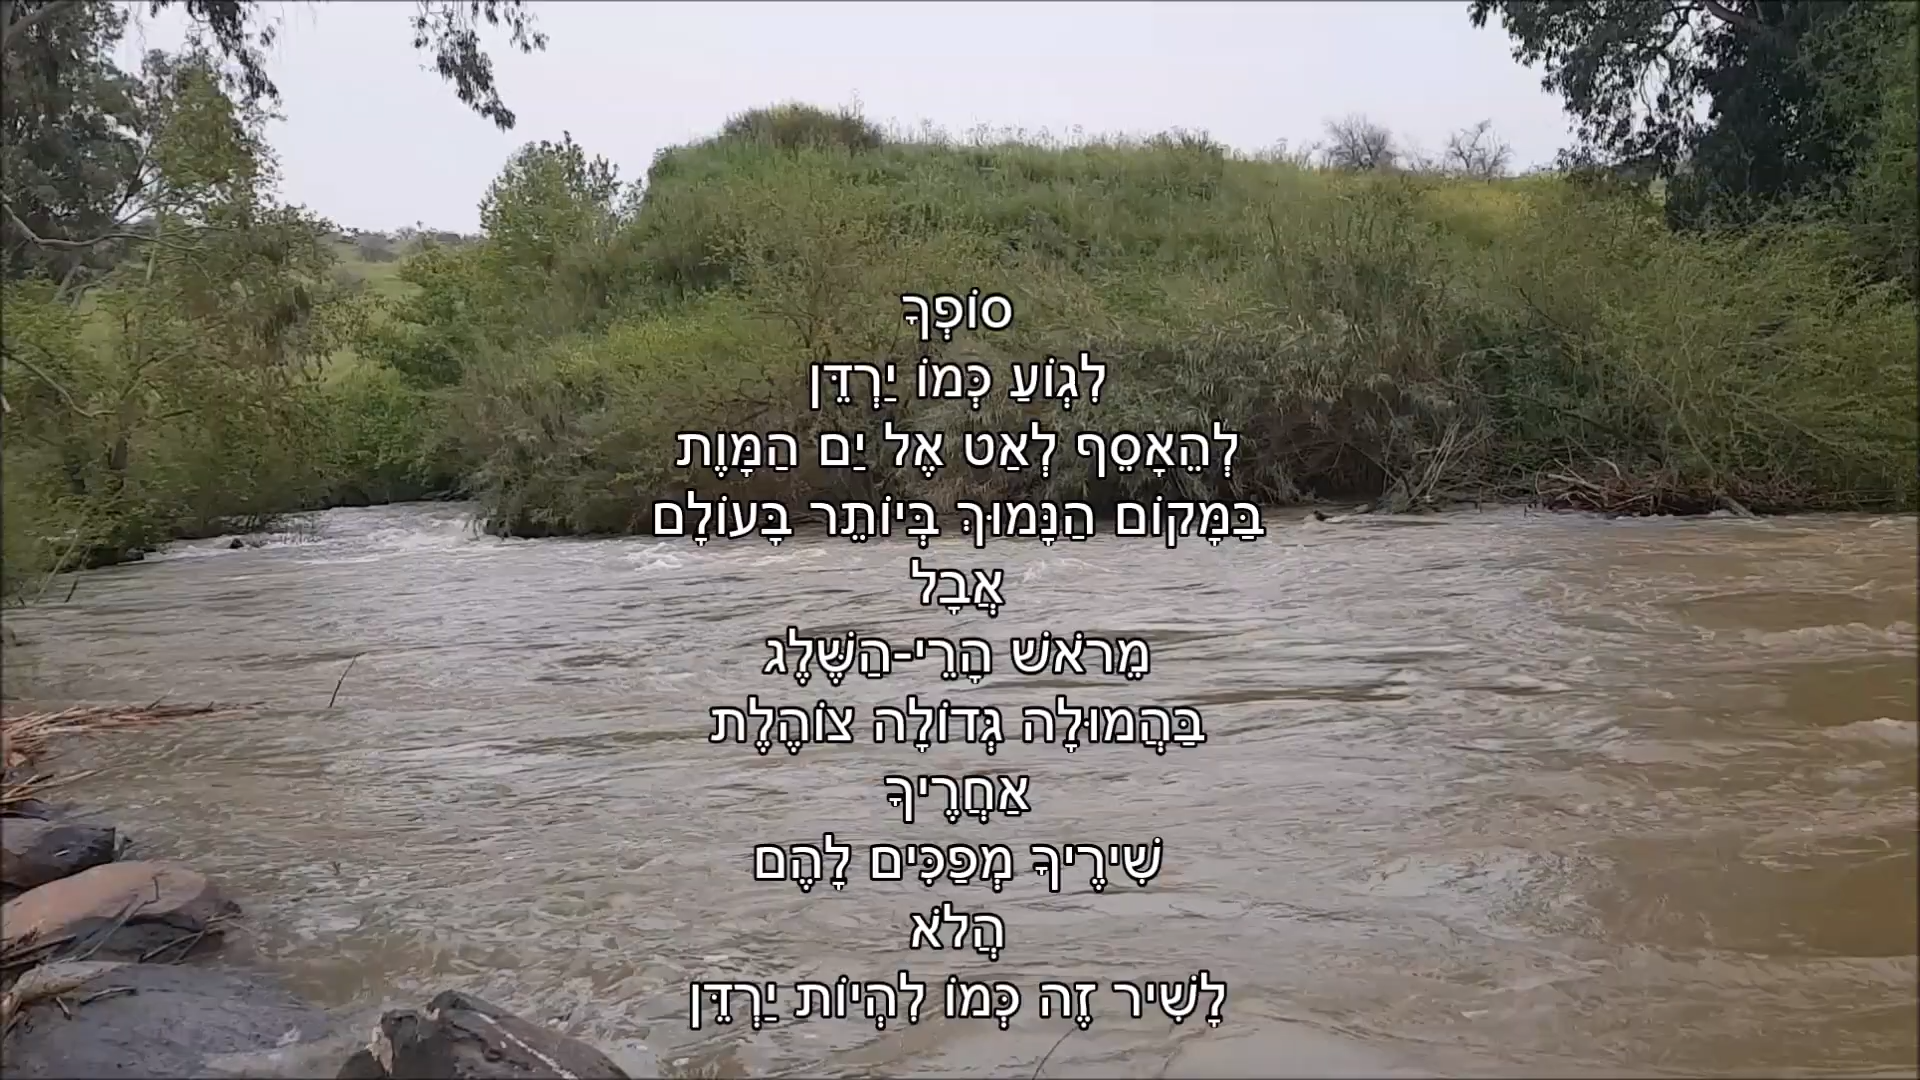 סוֹפְךָ
לִגְוֹעַ כְּמוֹ יַרְדֵּן
לְהֵאָסֵף לְאַט אֶל יַם הַמָּוֶת
בַּמָּקוֹם הַנָּמוּךְ בְּיוֹתֵר בָּעוֹלָם
אֲבָל
מֵרֹאשׁ הָרֵי-הַשֶּׁלֶג
בַּהֲמוּלָה גְּדוֹלָה צוֹהֶלֶת
אַחֲרֶיךָ
שִׁירֶיךָ מְפַכִּים לָהֶם
הֲלֹא
לָשִׁיר זֶה כְּמוֹ לִהְיוֹת יַרְדֵּן